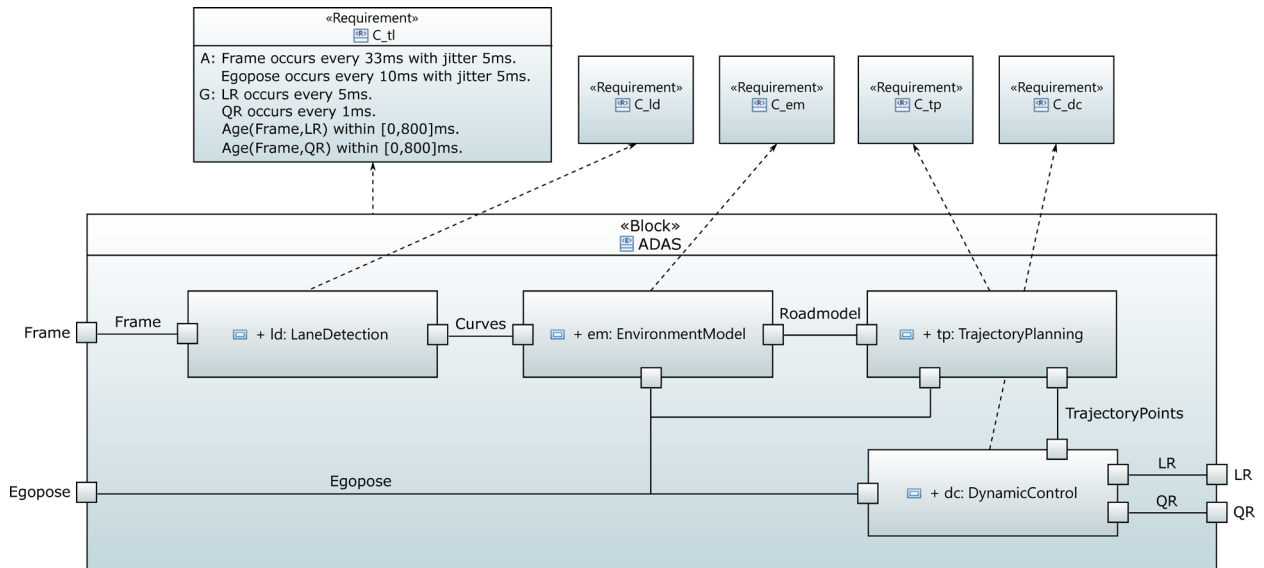 «Requirement»
C_tl
A: Frame occurs every 33ms with jitter 5ms.
Egopose occurs every 10ms with jitter 5ms.
G: LR occurs every 5ms.
QR occurs every 1ms.
Age(Frame,LR) within [0,800]ms.
Age(Frame,QR) within [0,800]ms.
«Requirement»
C_ld
«Requirement»
C_em
«Requirement»
C_tp
«Requirement»
C_dc
«Block»
ADAS
Frame
Frame
+ ld: LaneDetection
Curves
+ em: EnvironmentModel
Roadmodel
+ tp: TrajectoryPlanning
TrajectoryPoints
Egopose
Egopose
+ dc: DynamicControl
LR
LR
QR
QR